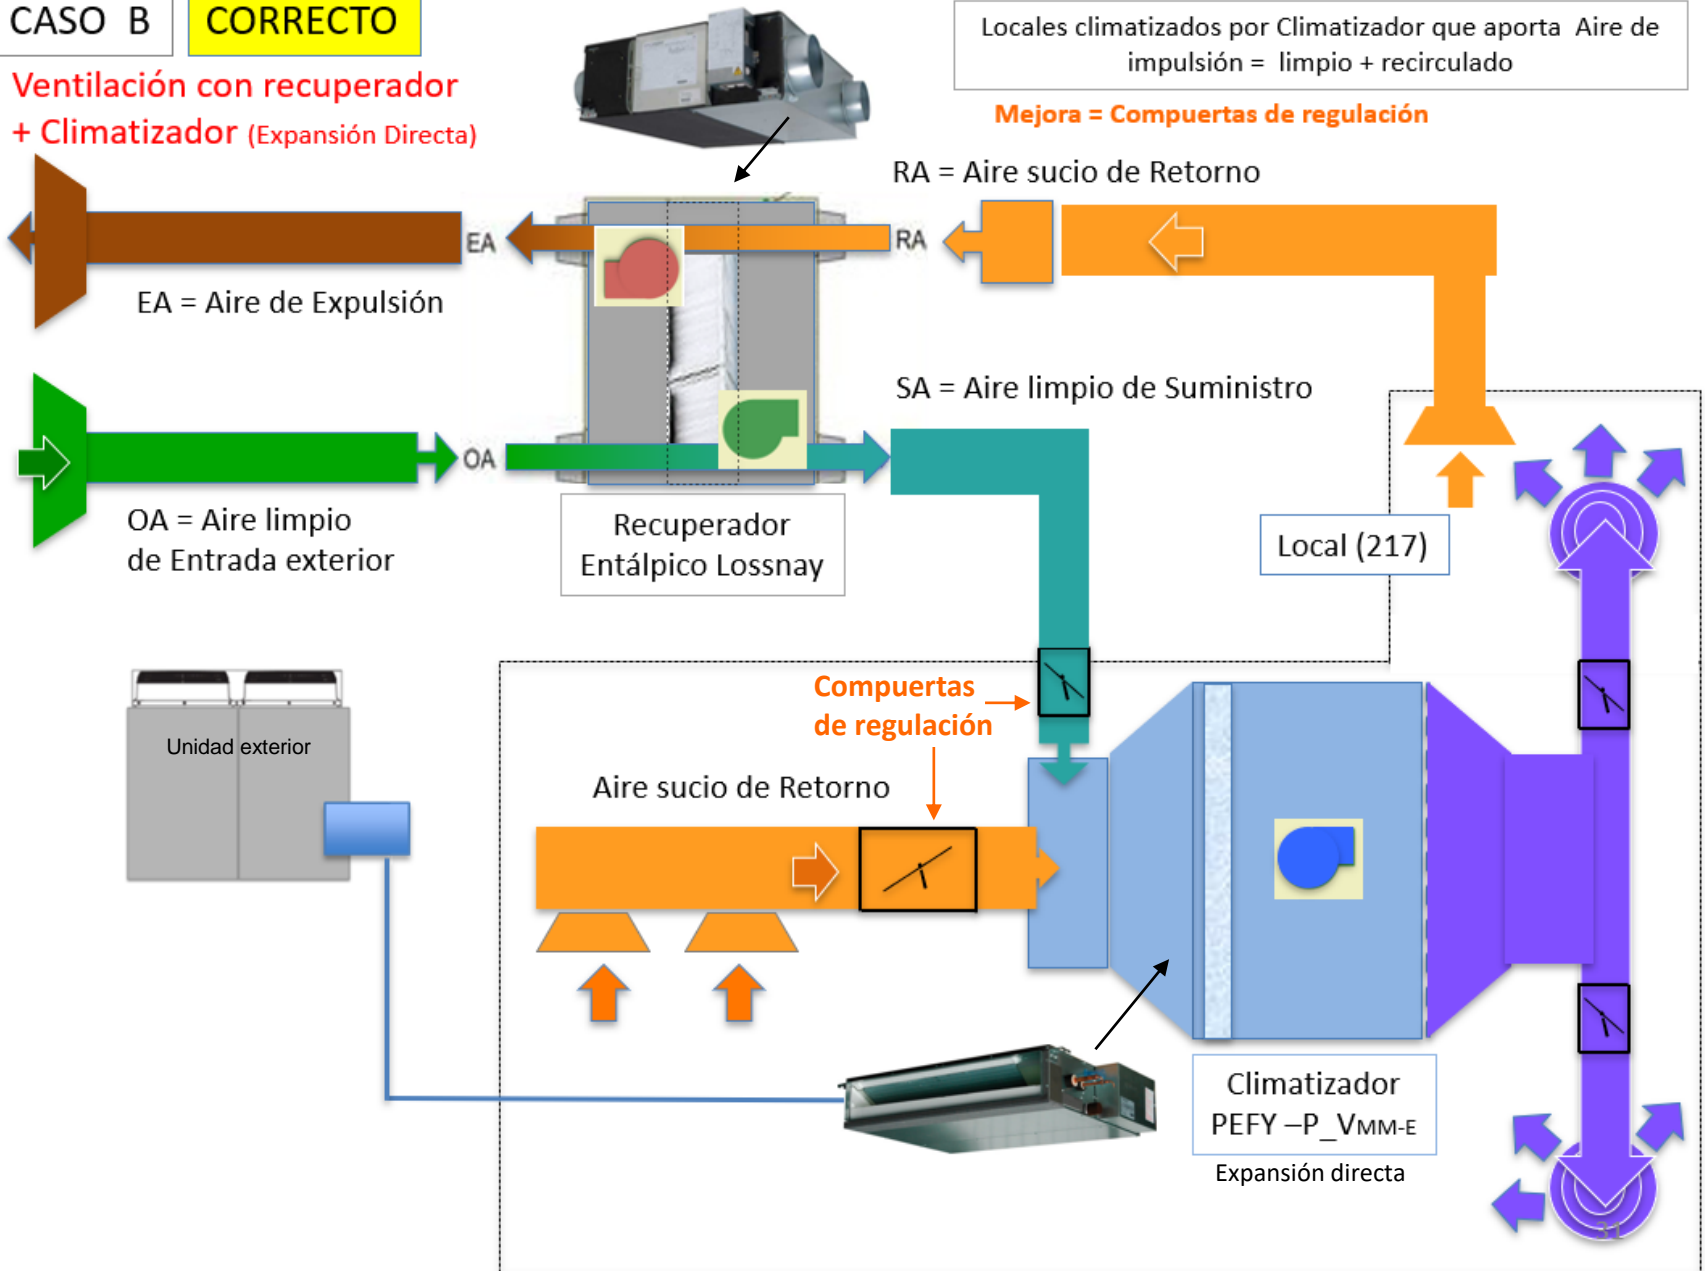 CASO B
CORRECTO
Ventilación con recuperador
+ Climatizador (Expansión Directa)
Locales climatizados por Climatizador que aporta Aire de
impulsión = limpio + recirculado
Mejora = Compuertas de regulación
RA = Aire sucio de Retorno
EA
RA
EA = Aire de Expulsión
SA = Aire limpio de Suministro
OA
OA = Aire limpio
de Entrada exterior
Recuperador
Entálpico Lossnay
Local (217)
Compuertas
de regulación
Unidad exterior
Aire sucio de Retorno
Climatizador
PEFY –P_VMM-E
Expansión directa
31